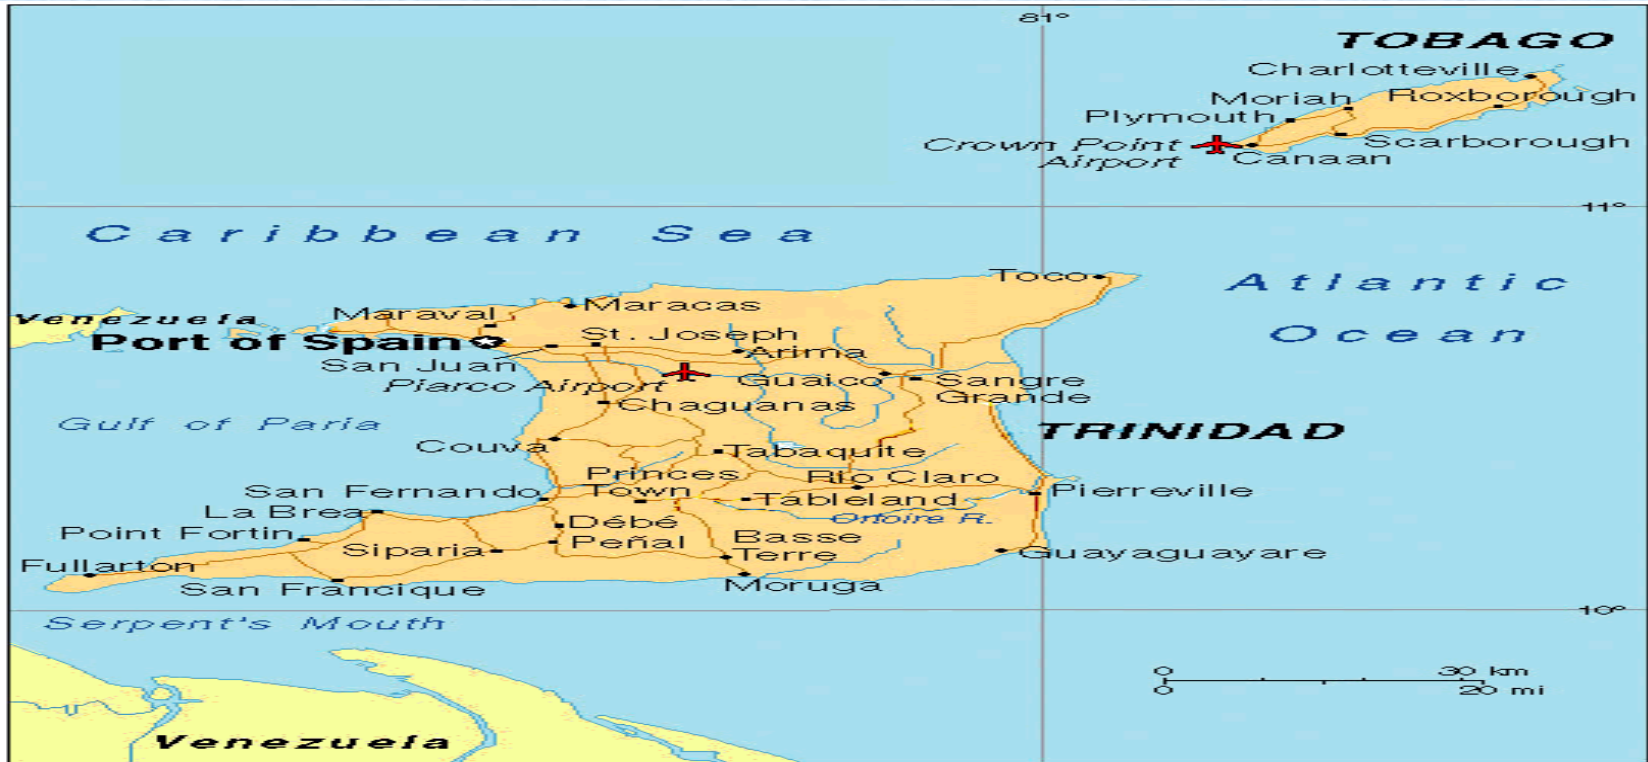 81°
TOBAGO
Charlotteville
Moriah
Roxborough
Plymouth
Crown Point
Airport
Scarborough
Canaan
11°
Caribbean Sea
Toco
Atlantic
Ocean
Venezuela
Maraval
Maracas
Port of Spain
St. Joseph
San Juan
Arima
Piarco Airport
Guaico
Sangre
Grande
Chaguanas
Gulf of Paria
TRINIDAD
Couva
Tabaquite
Princes
Town
Rio Claro
San Fernando
Tableland
Pierreville
La Brea
Ortoire R.
Point Fortin
Débé
Siparia
Peñal
Basse
Terre
Guayaguayare
Fullarton
San Francique
Moruga
10°
Serpent's Mouth
0 30 km
0 20 mi
Venezuela